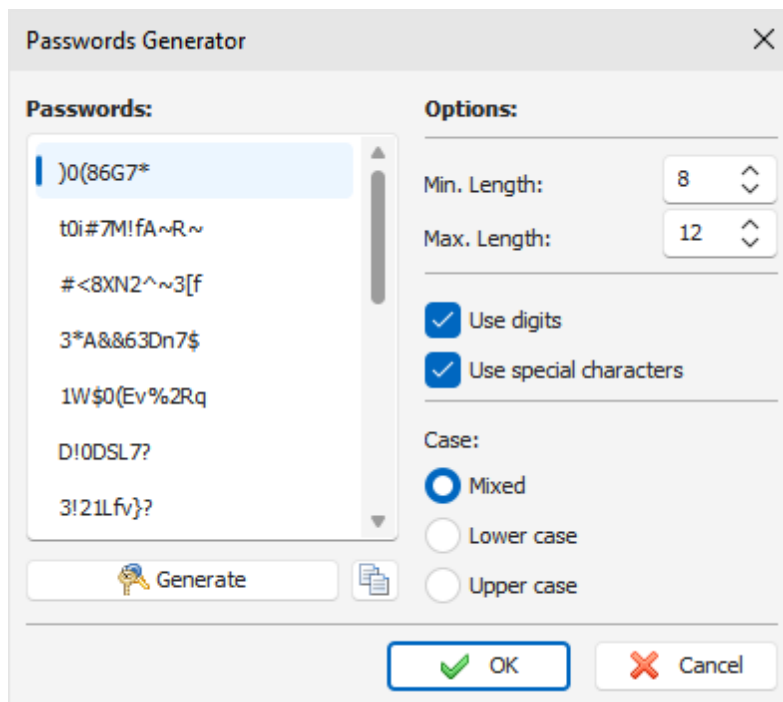 Passwords Generator
Passwords:
)0(86G7*
t0i#7M!fA~R~
#<8XN2^~3[f
3*A&&63Dn7$
1W$0(Ev%2Rq
D!0DSL7?
3!21Lfv}?
Generate
Options:
Min. Length: 8
Max. Length: 12
Use digits
Use special characters
Case:
Mixed
Lower case
Upper case
OK
Cancel